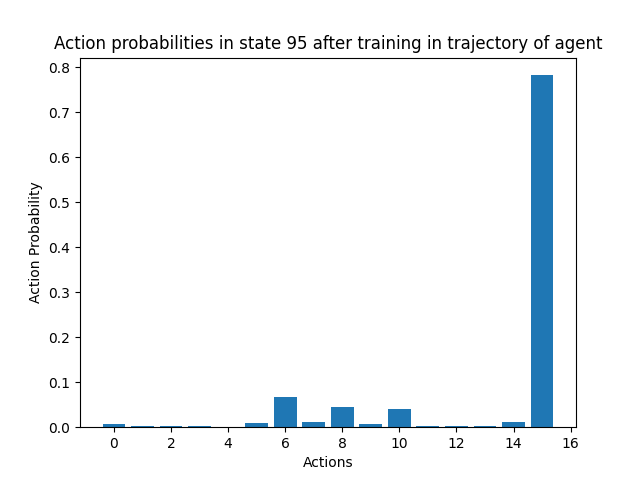 Action probabilities in state 95 after training in trajectory of agent
0.8
0.7
0.6
0.5
0.4
0.3
0.2
0.1
0.0
Action Probability
0 2 4 6 8 10 12 14 16
Actions